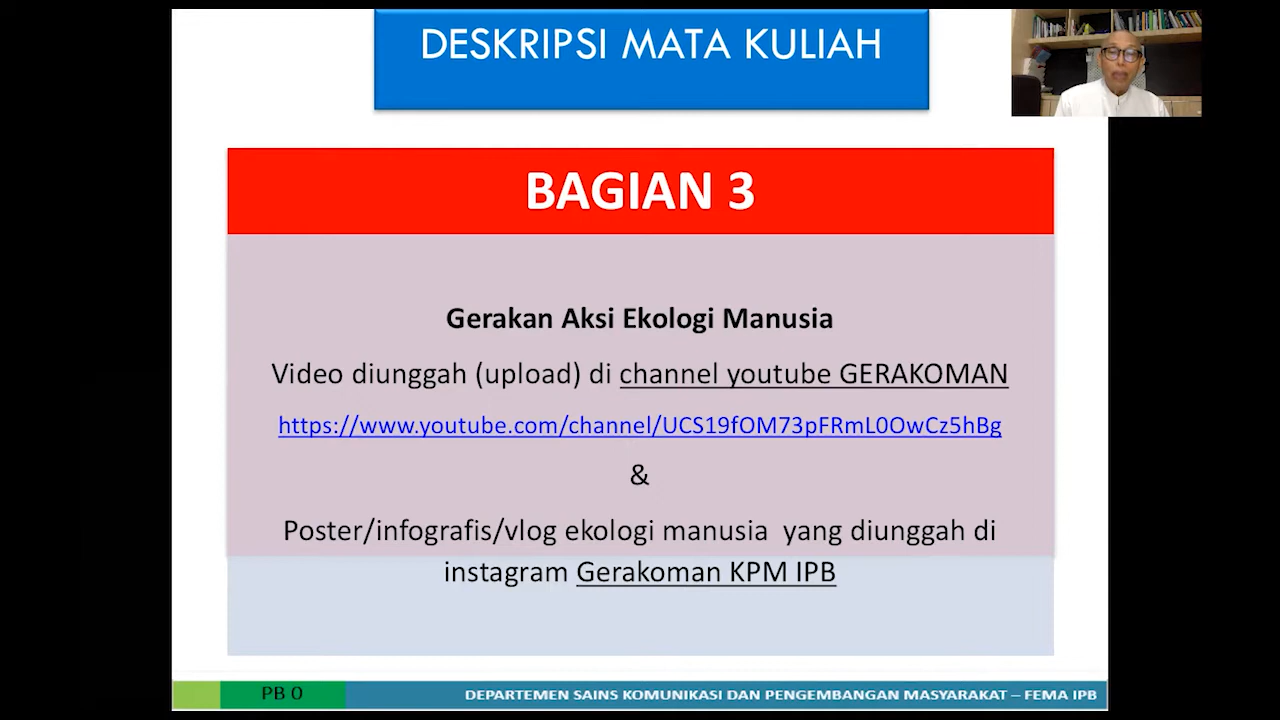 DESKRIPSI MATA KULIAH
BAGIAN 3
Gerakan Aksi Ekologi Manusia
Video diunggah (upload) di channel youtube GERAKOMAN
https://www.youtube.com/channel/UCS19fOM73pFRmL0OwCz5hBg
&
Poster/infografis/vlog ekologi manusia  yang diunggah di
instagram Gerakoman KPM IPB
PB 0
DEPARTEMEN SAINS KOMUNIKASI DAN PENGEMBANGAN MASYARAKAT – FEMA IPB